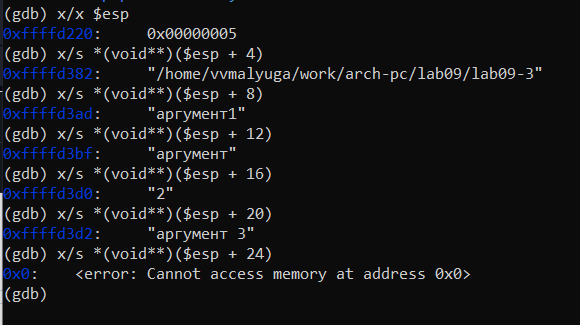 (gdb) x/x $esp
0xffffd220:     0x00000005
(gdb) x/s *(void**)($esp + 4)
0xffffd382:     "/home/vvmalyuga/work/arch-pc/lab09/lab09-3"
(gdb) x/s *(void**)($esp + 8)
0xffffd3ad:     "аргумент1"
(gdb) x/s *(void**)($esp + 12)
0xffffd3bf:     "аргумент"
(gdb) x/s *(void**)($esp + 16)
0xffffd3d0:     "2"
(gdb) x/s *(void**)($esp + 20)
0xffffd3d2:     "аргумент 3"
(gdb) x/s *(void**)($esp + 24)
0x0:    <error: Cannot access memory at address 0x0>
(gdb)